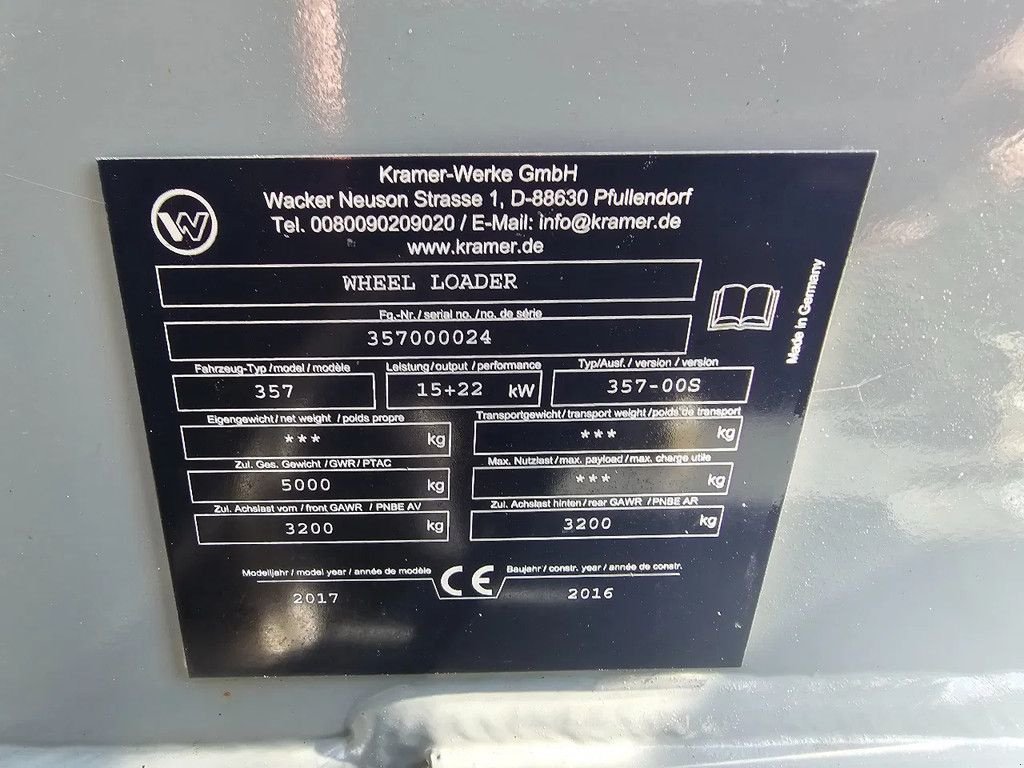 Kramer-Werke GmbH
Wacker Neuson Strasse 1, D-88630 Pfullendorf
Tel. 0080090209020 / E-Mail: info@kramer.de
www.kramer.de
W
WHEEL LOADER
Made in Germany
Fg.-Nr. / serial no. / no. de série
357000024
Fahrzeug-Typ / model / modèle Leistung / output / performance Typ/Ausf. / version / version
357 15+22 kW 357-00S
Eigengewicht / net weight / poids propre Transportgewicht / transport weight / poids de transport
*** kg *** kg
Zul. Ges. Gewicht / GWR / PTAC Max. Nutzlast / max. payload / max. charge utile
5000 kg *** kg
Zul. Achslast vorn / front GAWR / PNBE AV Zul. Achslast hinten / rear GAWR / PNBE AR
3200 kg 3200 kg
Modelljahr / model year / année de modèle CE Baujahr / constr. year / année de constr.
2017 2016